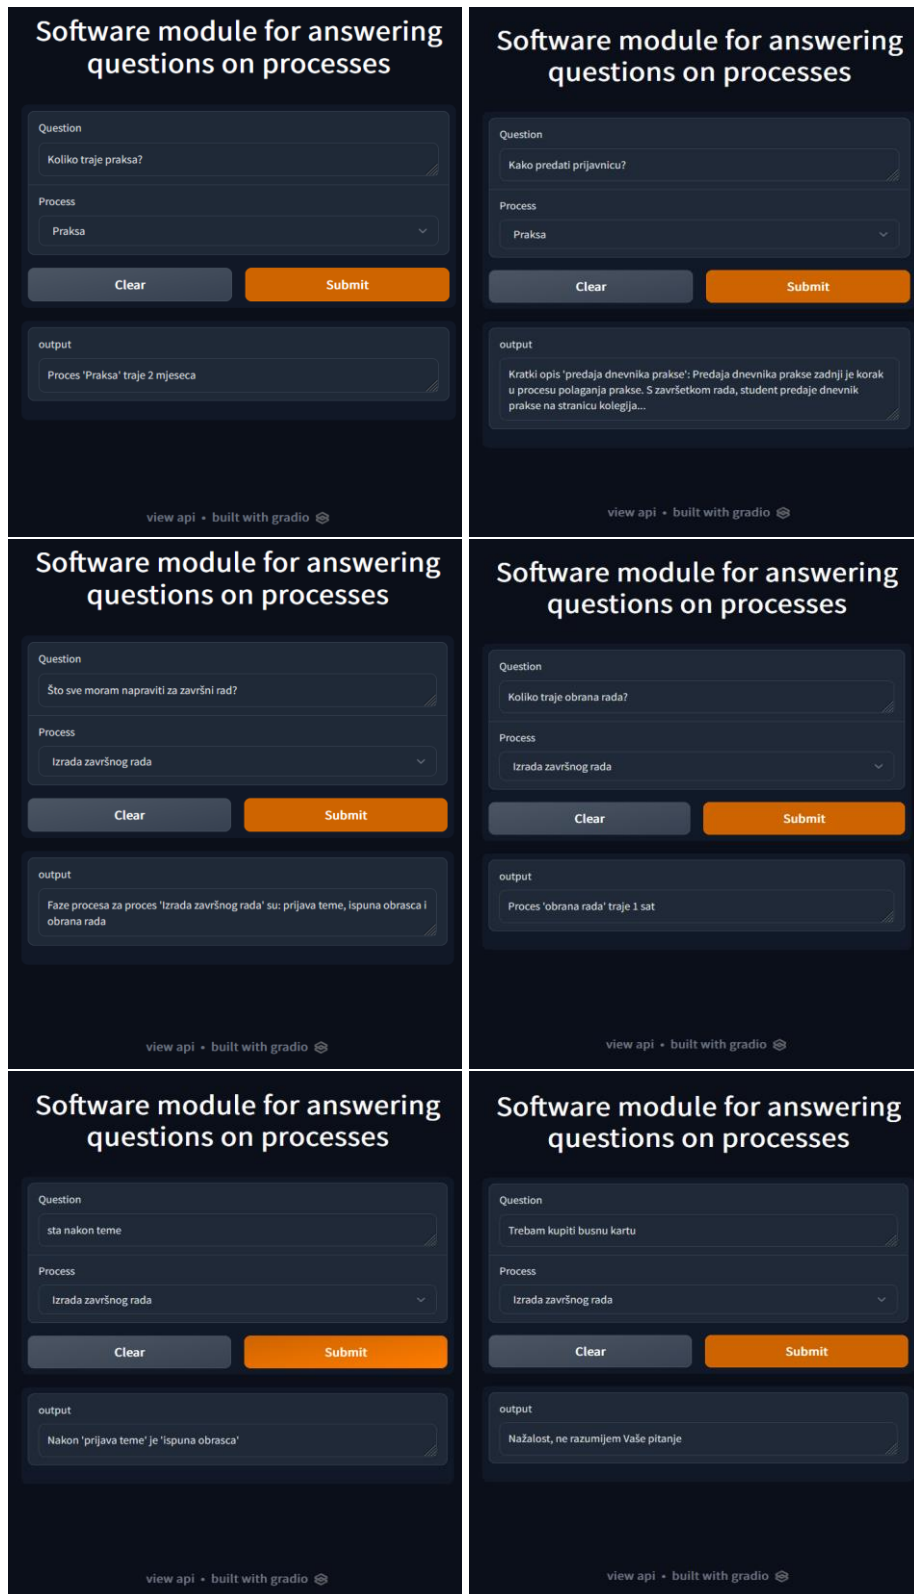 Software module for answering
questions on processes
Question
Koliko traje praksa?
Process
Praksa
Clear
Submit
output
Proces 'Praksa' traje 2 mjeseca
view api • built with gradio
Software module for answering
questions on processes
Question
Kako predati prijavnicu?
Process
Praksa
Clear
Submit
output
Kratki opis 'predaja dnevnika prakse': Predaja dnevnika prakse zadnji je korak
u procesu polaganja prakse. S završetkom rada, student predaje dnevnik
prakse na stranicu kolegija...
view api • built with gradio
Software module for answering
questions on processes
Question
Što sve moram napraviti za završni rad?
Process
Izrada završnog rada
Clear
Submit
output
Faze procesa za proces 'Izrada završnog rada' su: prijava teme, ispuna obrasca i
obrana rada
view api • built with gradio
Software module for answering
questions on processes
Question
Koliko traje obrana rada?
Process
Izrada završnog rada
Clear
Submit
output
Proces 'obrana rada' traje 1 sat
view api • built with gradio
Software module for answering
questions on processes
Question
sta nakon teme
Process
Izrada završnog rada
Clear
Submit
output
Nakon 'prijava teme' je 'ispuna obrasca'
view api • built with gradio
Software module for answering
questions on processes
Question
Trebam kupiti busnu kartu
Process
Izrada završnog rada
Clear
Submit
output
Nažalost, ne razumijem Vaše pitanje
view api • built with gradio